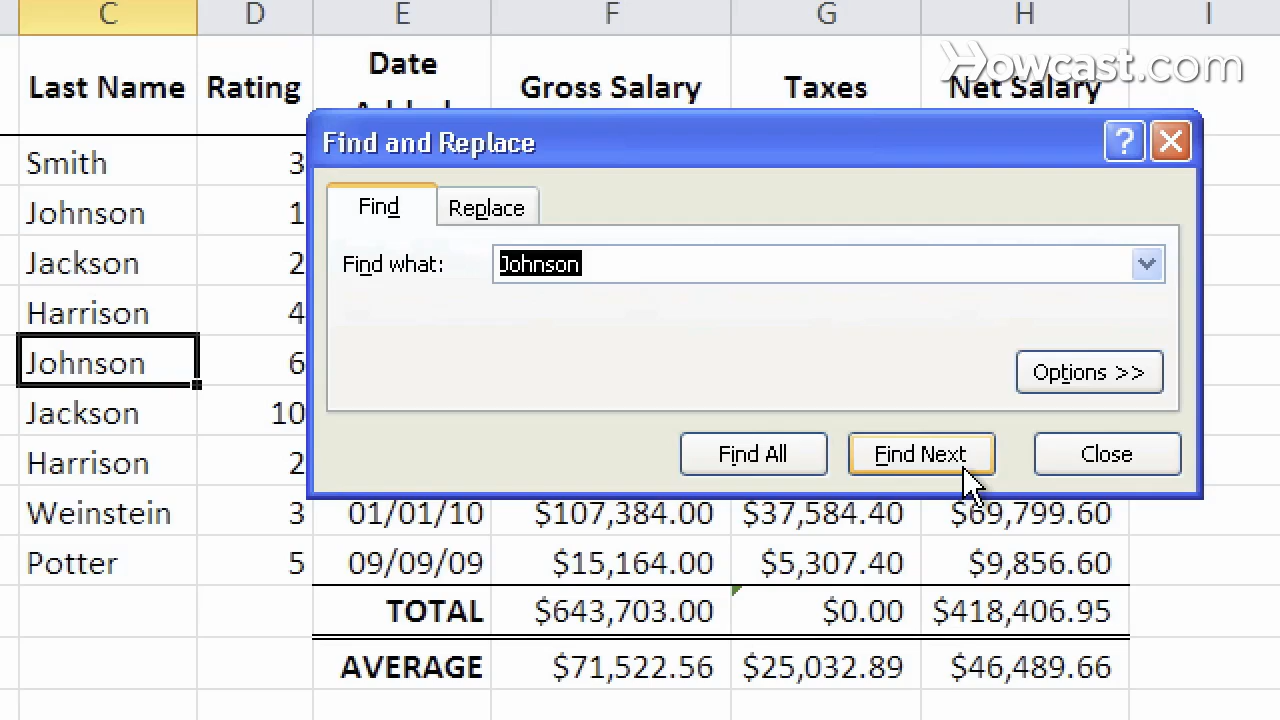 C D E F G H I
Howcast.com
Last Name Rating Date Added Gross Salary Taxes Net Salary
Find and Replace ?
Smith 3
Find Replace
Johnson 1
Jackson 2
Find what: Johnson
Harrison 4
Johnson 6
Options >>
Jackson 10
Harrison 2
Find All Find Next Close
Weinstein 3 01/01/10 $107,384.00 $37,584.40 $69,799.60
Potter 5 09/09/09 $15,164.00 $5,307.40 $9,856.60
TOTAL $643,703.00 $0.00 $418,406.95
AVERAGE $71,522.56 $25,032.89 $46,489.66